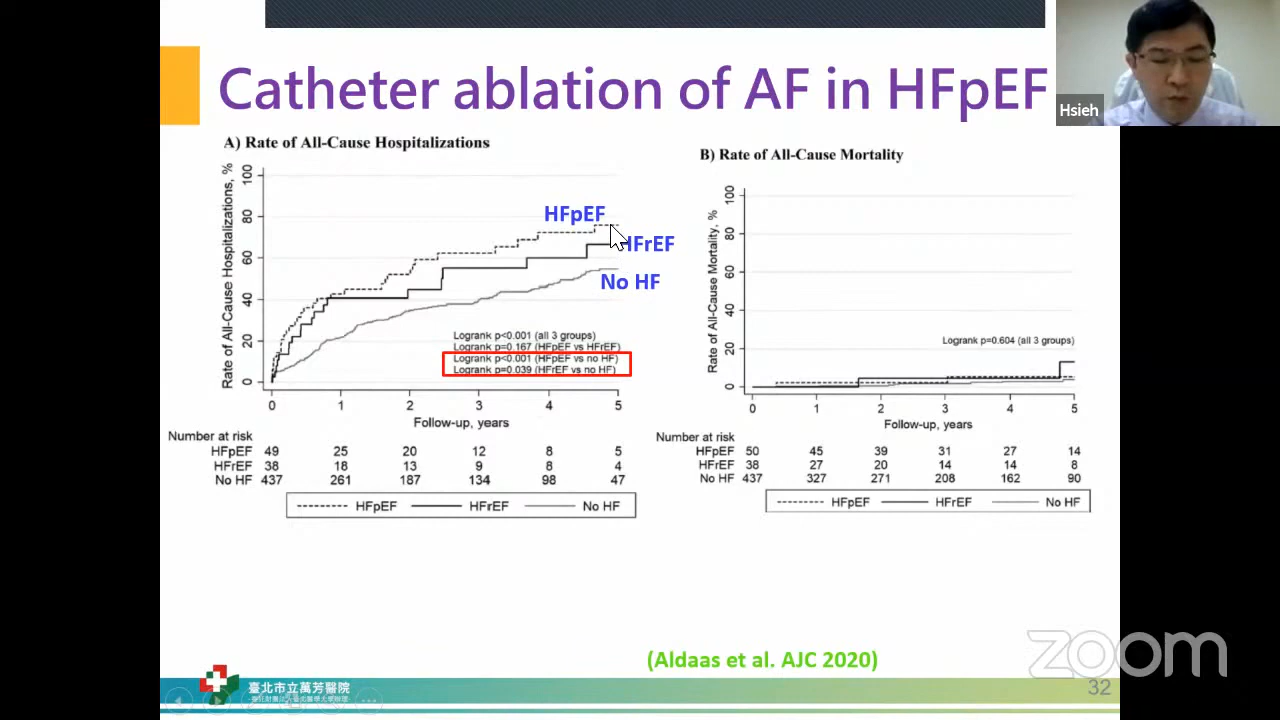 Catheter ablation of AF in HFpEF
Hsieh
A) Rate of All-Cause Hospitalizations
Rate of All-Cause Hospitalizations, %
100
80
60
40
20
0
HFpEF
HFrEF
No HF
Logrank p<0.001 (all 3 groups)
Logrank p=0.167 (HFpEF vs HFrEF)
Logrank p<0.001 (HFpEF vs no HF)
Logrank p=0.039 (HFrEF vs no HF)
0 1 2 3 4 5
Follow-up, years
Number at risk
HFpEF 49 25 20 12 8 5
HFrEF 38 18 13 9 8 4
No HF 437 261 187 134 98 47
HFpEF HFrEF No HF
B) Rate of All-Cause Mortality
Rate of All-Cause Mortality, %
100
80
60
40
20
0
Logrank p=0.604 (all 3 groups)
0 1 2 3 4 5
Follow-up, years
Number at risk
HFpEF 50 45 39 31 27 14
HFrEF 38 27 20 14 14 8
No HF 437 327 271 208 162 90
HFpEF HFrEF No HF
(Aldaas et al. AJC 2020)
zoom
臺北市立萬芳醫院
32